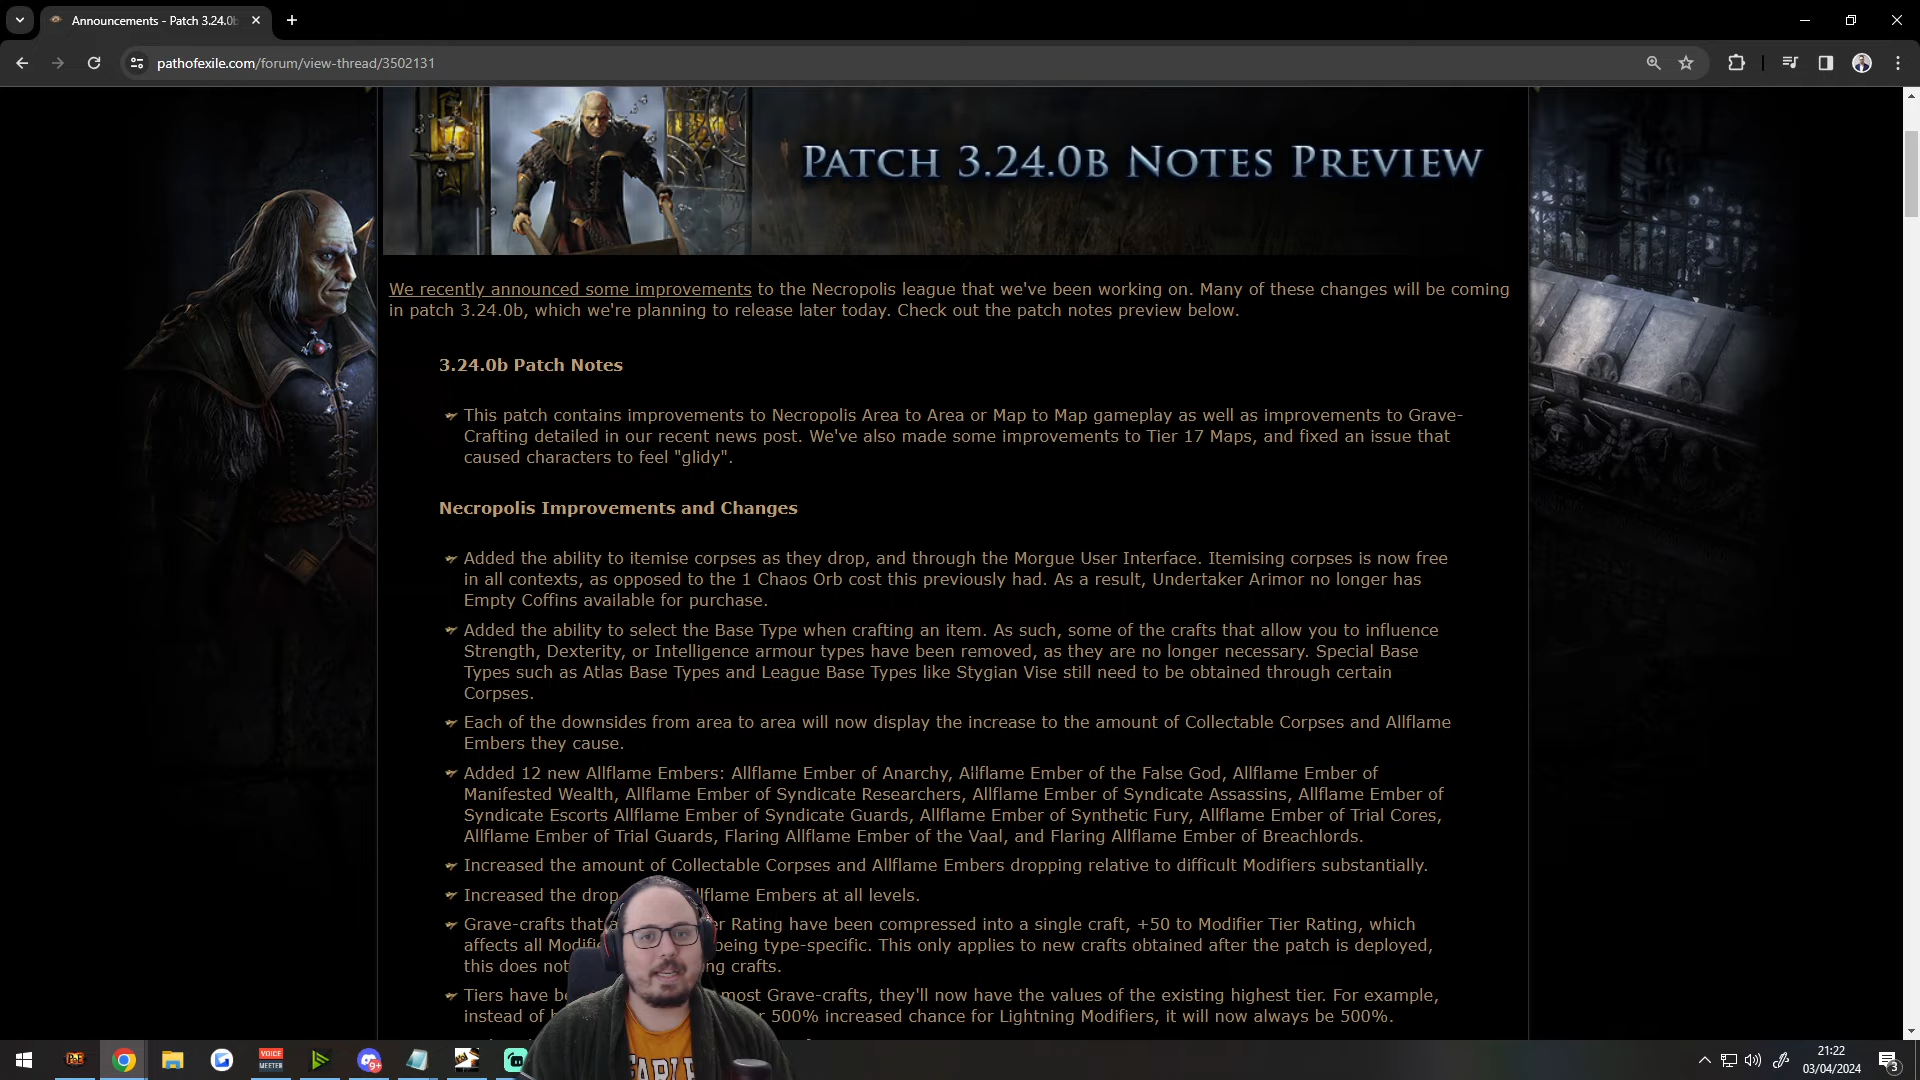 Announcements - Patch 3.24.0b
pathofexile.com/forum/view-thread/3502131
PATCH 3.24.0B NOTES PREVIEW
We recently announced some improvements to the Necropolis league that we've been working on. Many of these changes will be coming
in patch 3.24.0b, which we're planning to release later today. Check out the patch notes preview below.
3.24.0b Patch Notes
This patch contains improvements to Necropolis Area to Area or Map to Map gameplay as well as improvements to Grave-
Crafting detailed in our recent news post. We've also made some improvements to Tier 17 Maps, and fixed an issue that
caused characters to feel "glidy".
Necropolis Improvements and Changes
Added the ability to itemise corpses as they drop, and through the Morgue User Interface. Itemising corpses is now free
in all contexts, as opposed to the 1 Chaos Orb cost this previously had. As a result, Undertaker Arimor no longer has
Empty Coffins available for purchase.
Added the ability to select the Base Type when crafting an item. As such, some of the crafts that allow you to influence
Strength, Dexterity, or Intelligence armour types have been removed, as they are no longer necessary. Special Base
Types such as Atlas Base Types and League Base Types like Stygian Vise still need to be obtained through certain
Corpses.
Each of the downsides from area to area will now display the increase to the amount of Collectable Corpses and Allflame
Embers they cause.
Added 12 new Allflame Embers: Allflame Ember of Anarchy, Allflame Ember of the False God, Allflame Ember of
Manifested Wealth, Allflame Ember of Syndicate Researchers, Allflame Ember of Syndicate Assassins, Allflame Ember of
Syndicate Escorts Allflame Ember of Syndicate Guards, Allflame Ember of Synthetic Fury, Allflame Ember of Trial Cores,
Allflame Ember of Trial Guards, Flaring Allflame Ember of the Vaal, and Flaring Allflame Ember of Breachlords.
Increased the amount of Collectable Corpses and Allflame Embers dropping relative to difficult Modifiers substantially.
Increased the drop lflame Embers at all levels.
Grave-crafts that a er Rating have been compressed into a single craft, +50 to Modifier Tier Rating, which
affects all Modifie being type-specific. This only applies to new crafts obtained after the patch is deployed,
this does not ng crafts.
Tiers have be most Grave-crafts, they'll now have the values of the existing highest tier. For example,
instead of 500% increased chance for Lightning Modifiers, it will now always be 500%.
PoE
VOICE
MEETER
9+
21:22
03/04/2024
3